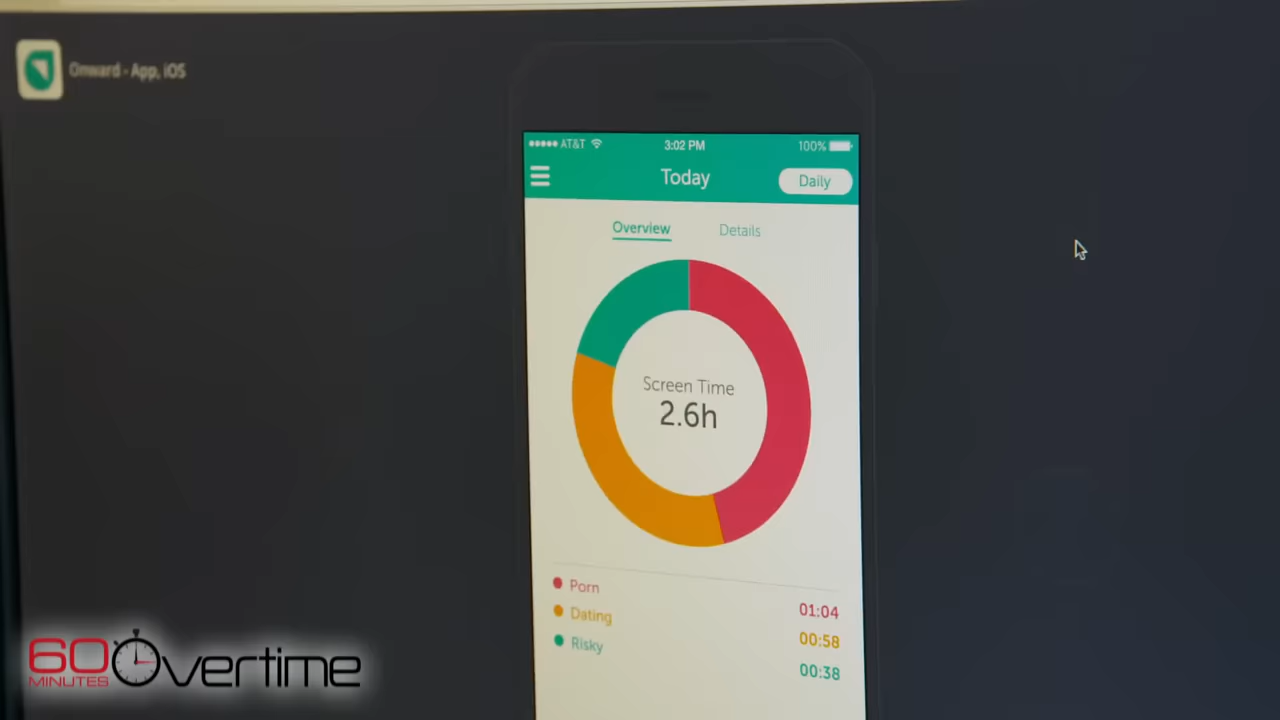 Onward - App, iOS
AT&T 3:02 PM 100%
Today Daily
Overview Details
Screen Time
2.6h
Porn 01:04
Dating 00:58
Risky 00:38
60 Overtime
MINUTES